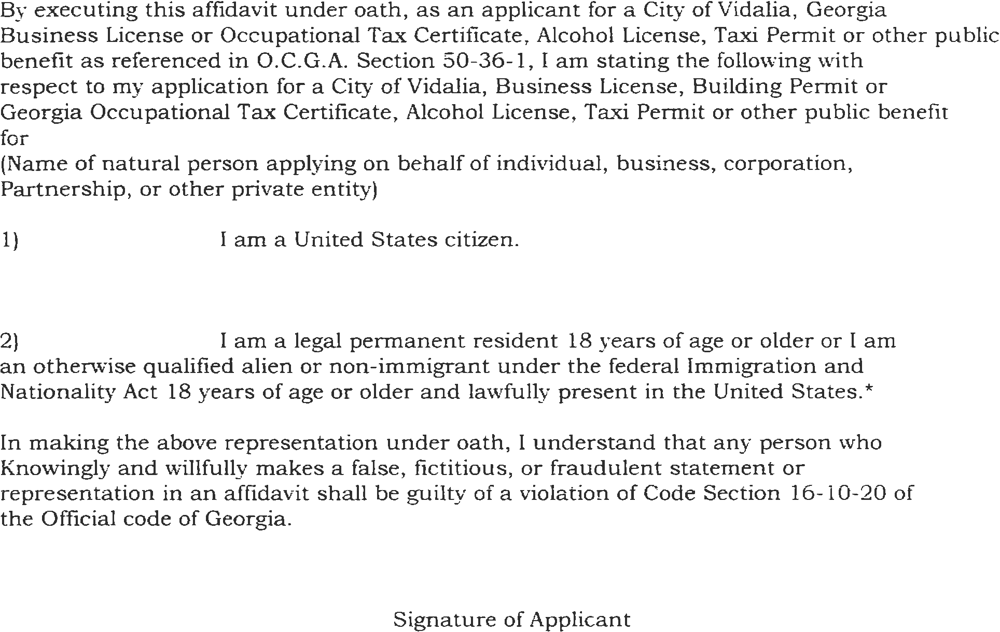 By executing this affidavit under oath, as an applicant for a City of Vidalia, Georgia
Business License or Occupational Tax Certificate, Alcohol License, Taxi Permit or other public
benefit as referenced in O.C.G.A. Section 50-36-1, I am stating the following with
respect to my application for a City of Vidalia, Business License, Building Permit or
Georgia Occupational Tax Certificate, Alcohol License, Taxi Permit or other public benefit
for
(Name of natural person applying on behalf of individual, business, corporation,
Partnership, or other private entity)
1) I am a United States citizen.
2) I am a legal permanent resident 18 years of age or older or I am
an otherwise qualified alien or non-immigrant under the federal Immigration and
Nationality Act 18 years of age or older and lawfully present in the United States.*
In making the above representation under oath, I understand that any person who
Knowingly and willfully makes a false, fictitious, or fraudulent statement or
representation in an affidavit shall be guilty of a violation of Code Section 16-10-20 of
the Official code of Georgia.
Signature of Applicant